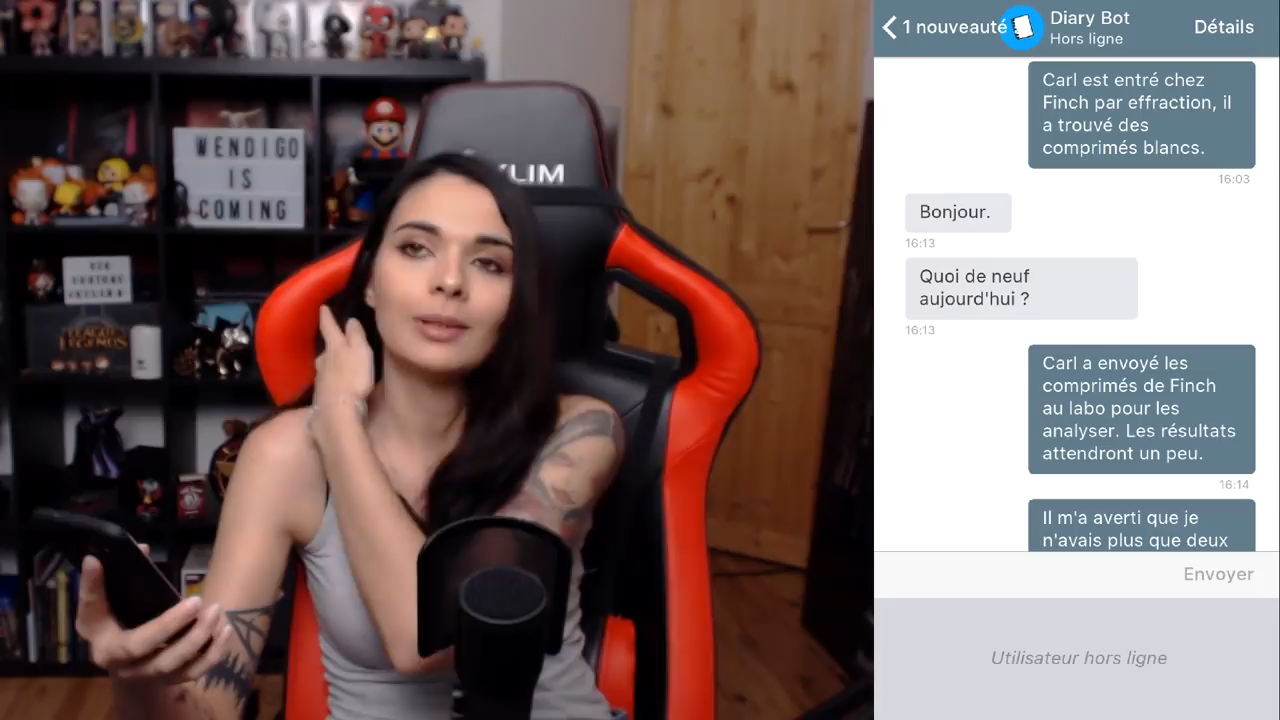 WENDIGO
IS
COMING
LEAGUE
LEGENDS
XLIM
1 nouveauté
Diary Bot
Hors ligne
Détails
Carl est entré chez
Finch par effraction, il
a trouvé des
comprimés blancs.
16:03
Bonjour.
16:13
Quoi de neuf
aujourd'hui ?
16:13
Carl a envoyé les
comprimés de Finch
au labo pour les
analyser. Les résultats
attendront un peu.
16:14
Il m'a averti que je
n'avais plus que deux
Envoyer
Utilisateur hors ligne